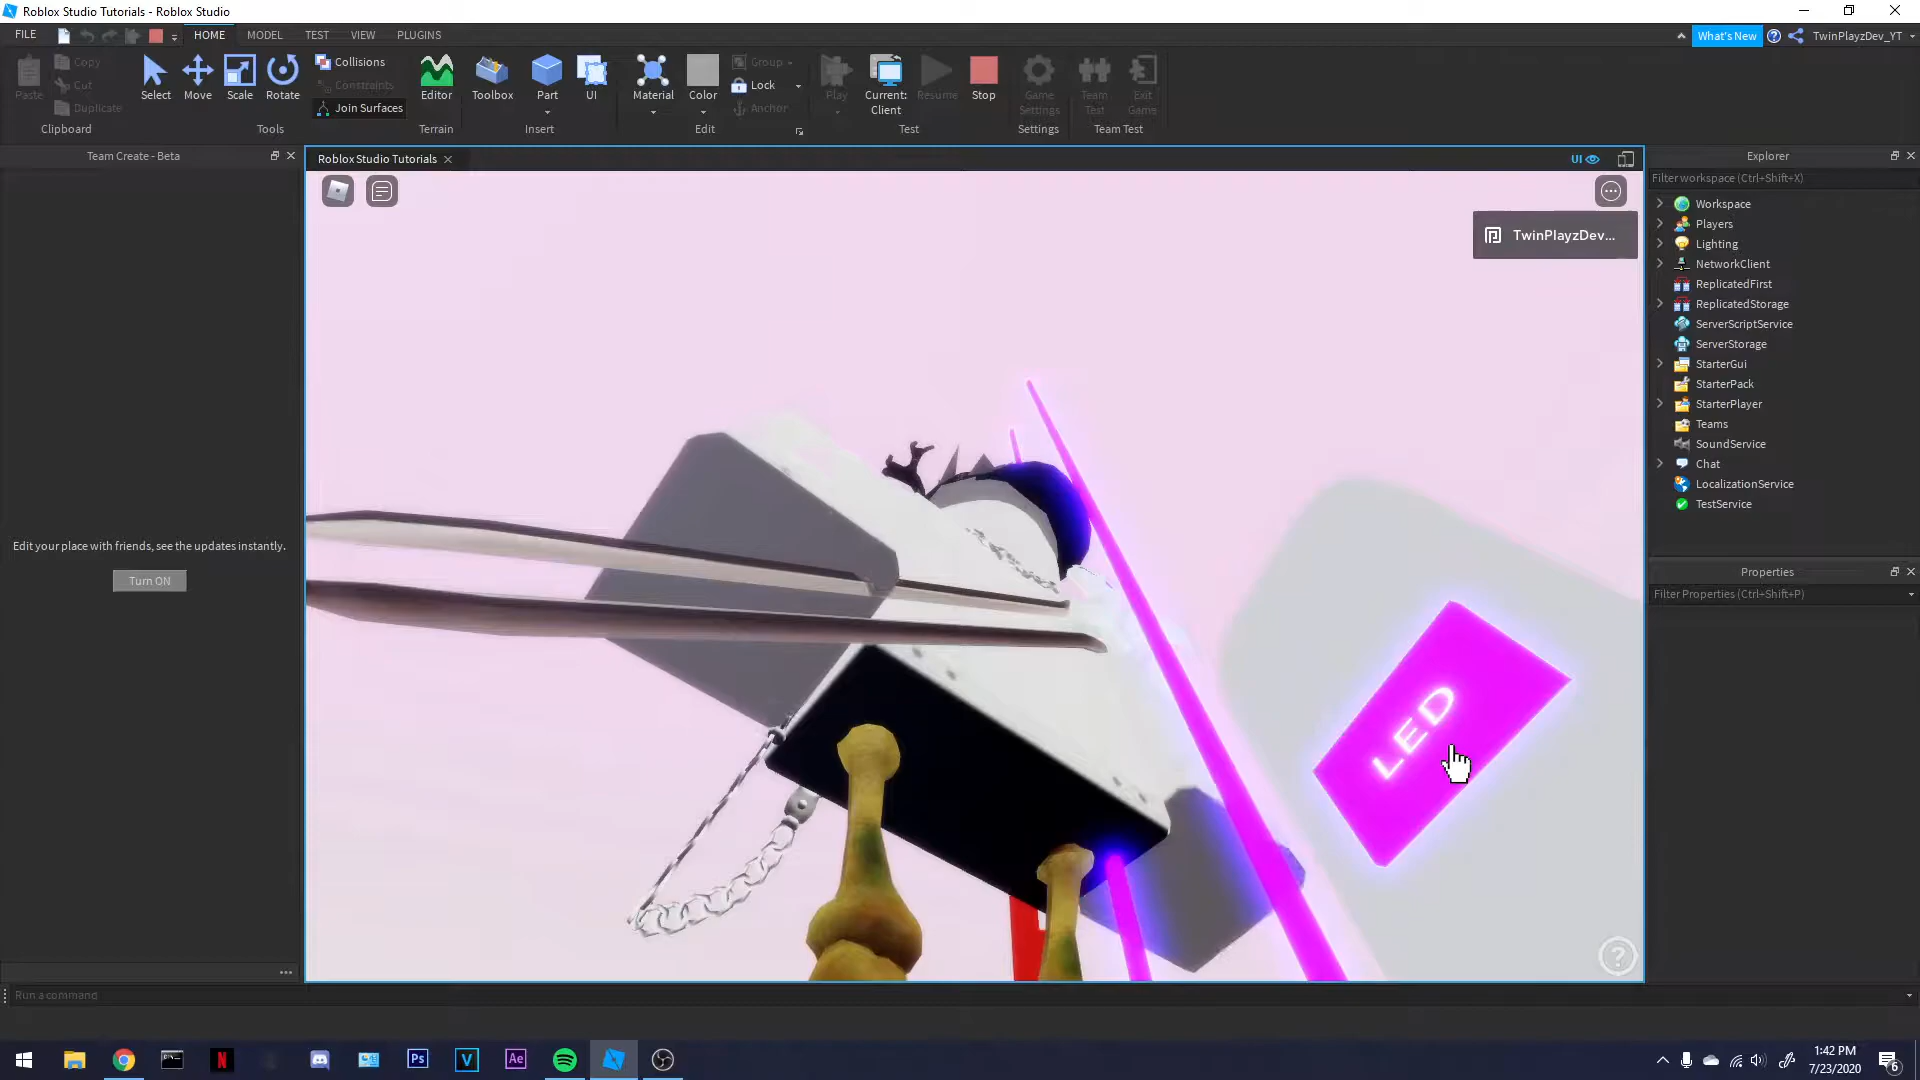 Roblox Studio Tutorials - Roblox Studio
FILE
HOME
MODEL
TEST
VIEW
PLUGINS
What's New
TwinPlayzDev_YT
Paste
Copy
Cut
Duplicate
Clipboard
Select
Move
Scale
Rotate
Tools
Collisions
Constraints
Join Surfaces
Editor
Terrain
Toolbox
Part
UI
Insert
Material
Color
Group
Lock
Anchor
Edit
Play
Current:
Client
Resume
Stop
Test
Game
Settings
Settings
Team
Test
Exit
Game
Team Test
Team Create - Beta
Edit your place with friends, see the updates instantly.
Turn ON
Roblox Studio Tutorials
UI
TwinPlayzDev...
LED
?
Explorer
Filter workspace (Ctrl+Shift+X)
Workspace
Players
Lighting
NetworkClient
ReplicatedFirst
ReplicatedStorage
ServerScriptService
ServerStorage
StarterGui
StarterPack
StarterPlayer
Teams
SoundService
Chat
LocalizationService
TestService
Properties
Filter Properties (Ctrl+Shift+P)
Run a command
Ps
V
Ae
1:42 PM
7/23/2020
6